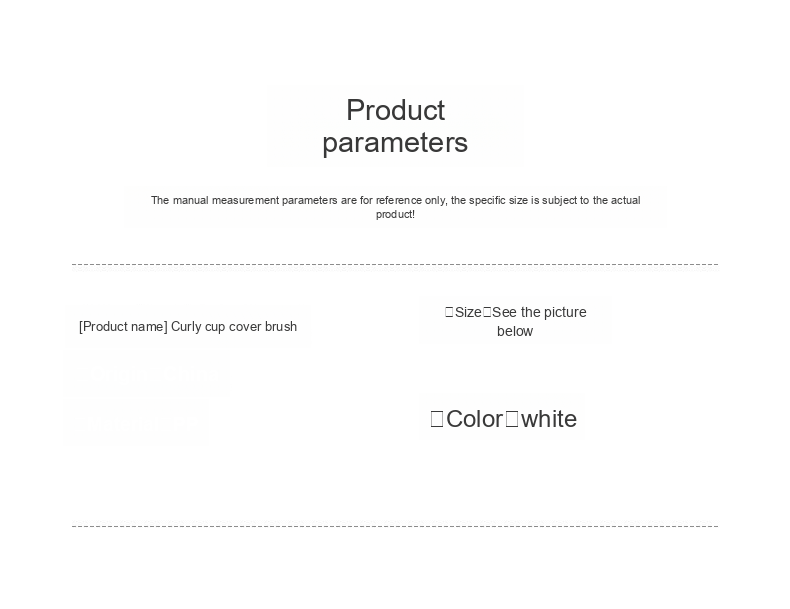 Product
parameters
The manual measurement parameters are for reference only, the specific size is subject to the actual
product!
[Product name] Curly cup cover brush
□Size□See the picture
below
□Color□white